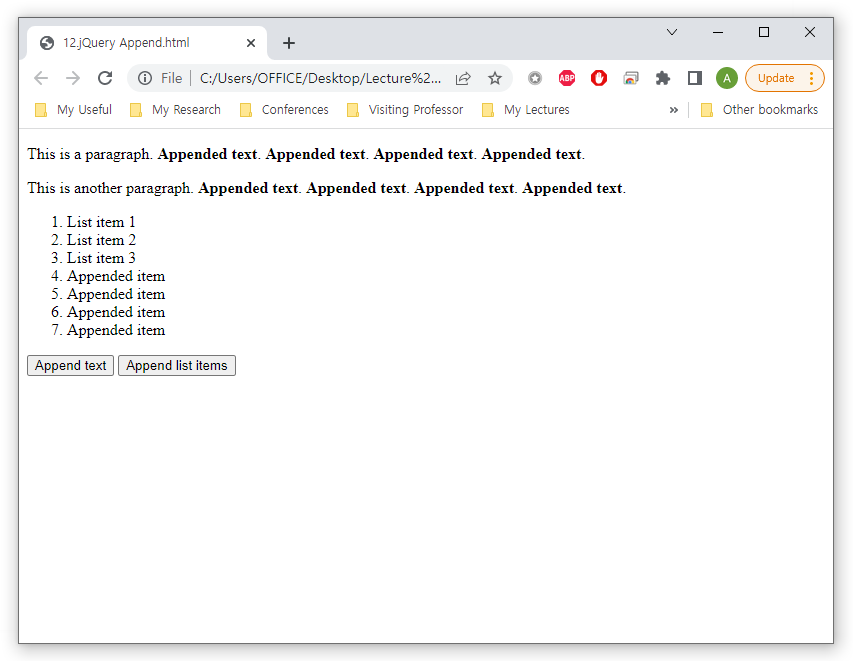 12.jQuery Append.html
File C:/Users/OFFICE/Desktop/Lecture%2... ABP A Update
My Useful My Research Conferences Visiting Professor My Lectures » Other bookmarks
This is a paragraph. Appended text. Appended text. Appended text. Appended text.
This is another paragraph. Appended text. Appended text. Appended text. Appended text.
1. List item 1
2. List item 2
3. List item 3
4. Appended item
5. Appended item
6. Appended item
7. Appended item
Append text Append list items